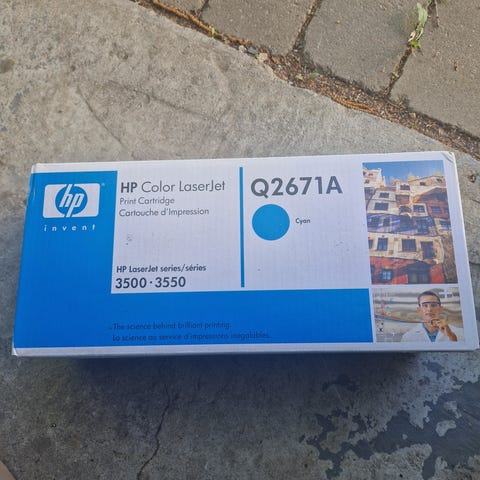 hp
invent
HP Color LaserJet
Print Cartridge
Cartouche d'Impression
HP LaserJet series/séries
3500 · 3550
Q2671A
Cyan
The science behind brilliant printing.
La science au service d'impressions inégalables.